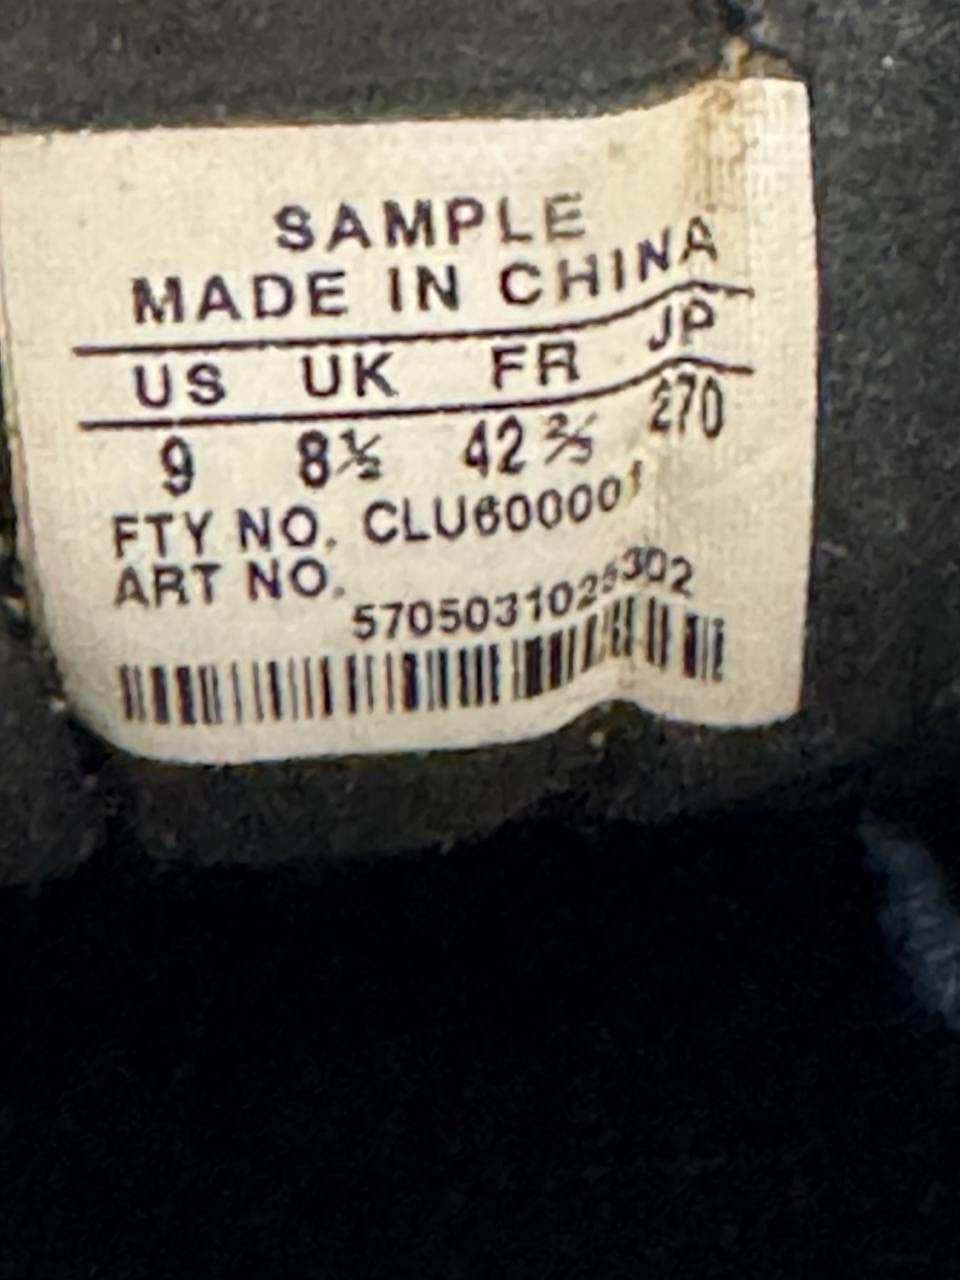 SAMPLE
MADE IN CHINA
US UK FR JP
9 8½ 42⅔ 270
FTY NO. CLU600001
ART NO.
5705031025302